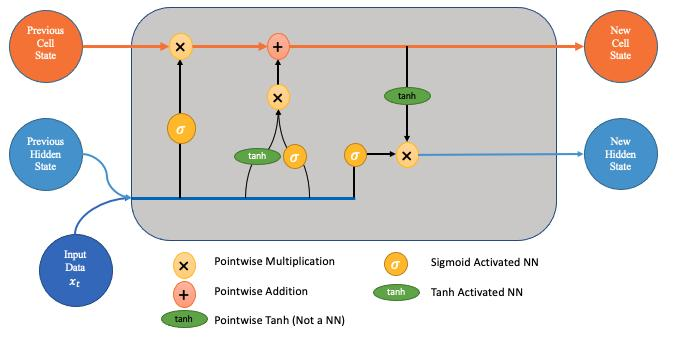 Previous
Cell
State
New
Cell
State
×
+
×
tanh
σ
Previous
Hidden
State
tanh
σ
σ
×
New
Hidden
State
Input
Data
x_t
× Pointwise Multiplication
σ Sigmoid Activated NN
+ Pointwise Addition
tanh Tanh Activated NN
tanh Pointwise Tanh (Not a NN)